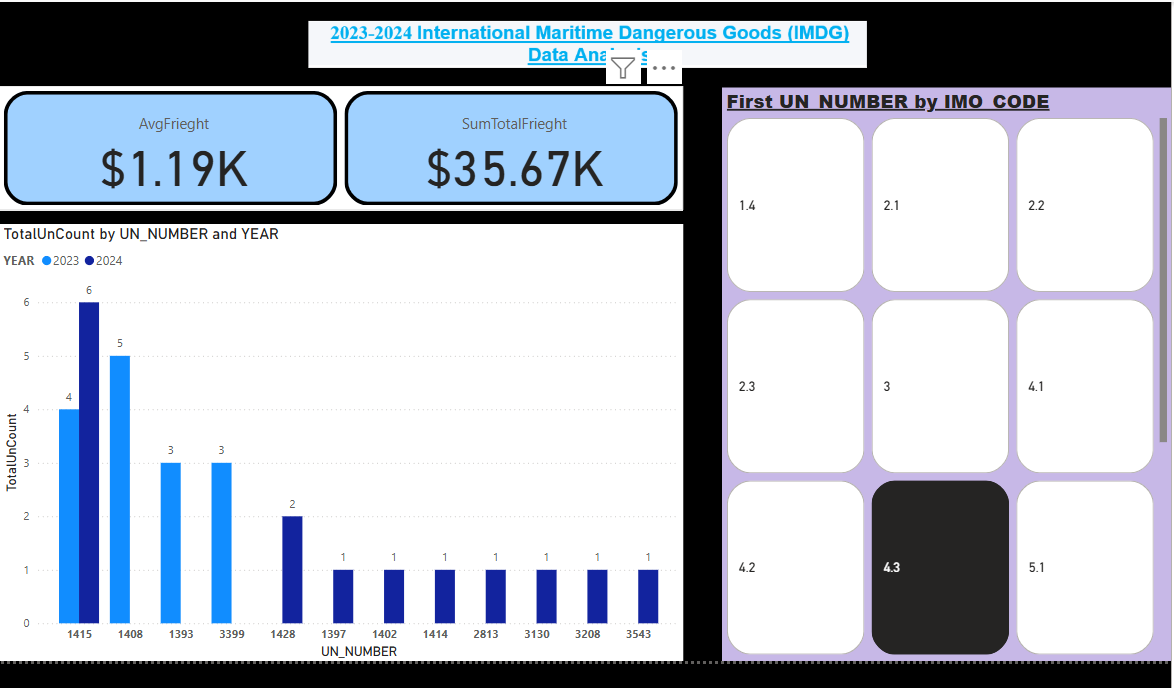 2023-2024 International Maritime Dangerous Goods (IMDG)
Data
AvgFrieght
$1.19K
SumTotalFrieght
$35.67K
TotalUnCount by UN_NUMBER and YEAR
YEAR 2023 2024
TotalUnCount
6
5
4
3
2
1
0
4
6
5
3
3
2
1
1
1
1
1
1
1
1415 1408 1393 3399 1428 1397 1402 1414 2813 3130 3208 3543
UN_NUMBER
First UN_NUMBER by IMO_CODE
1.4 2.1 2.2
2.3 3 4.1
4.2 4.3 5.1